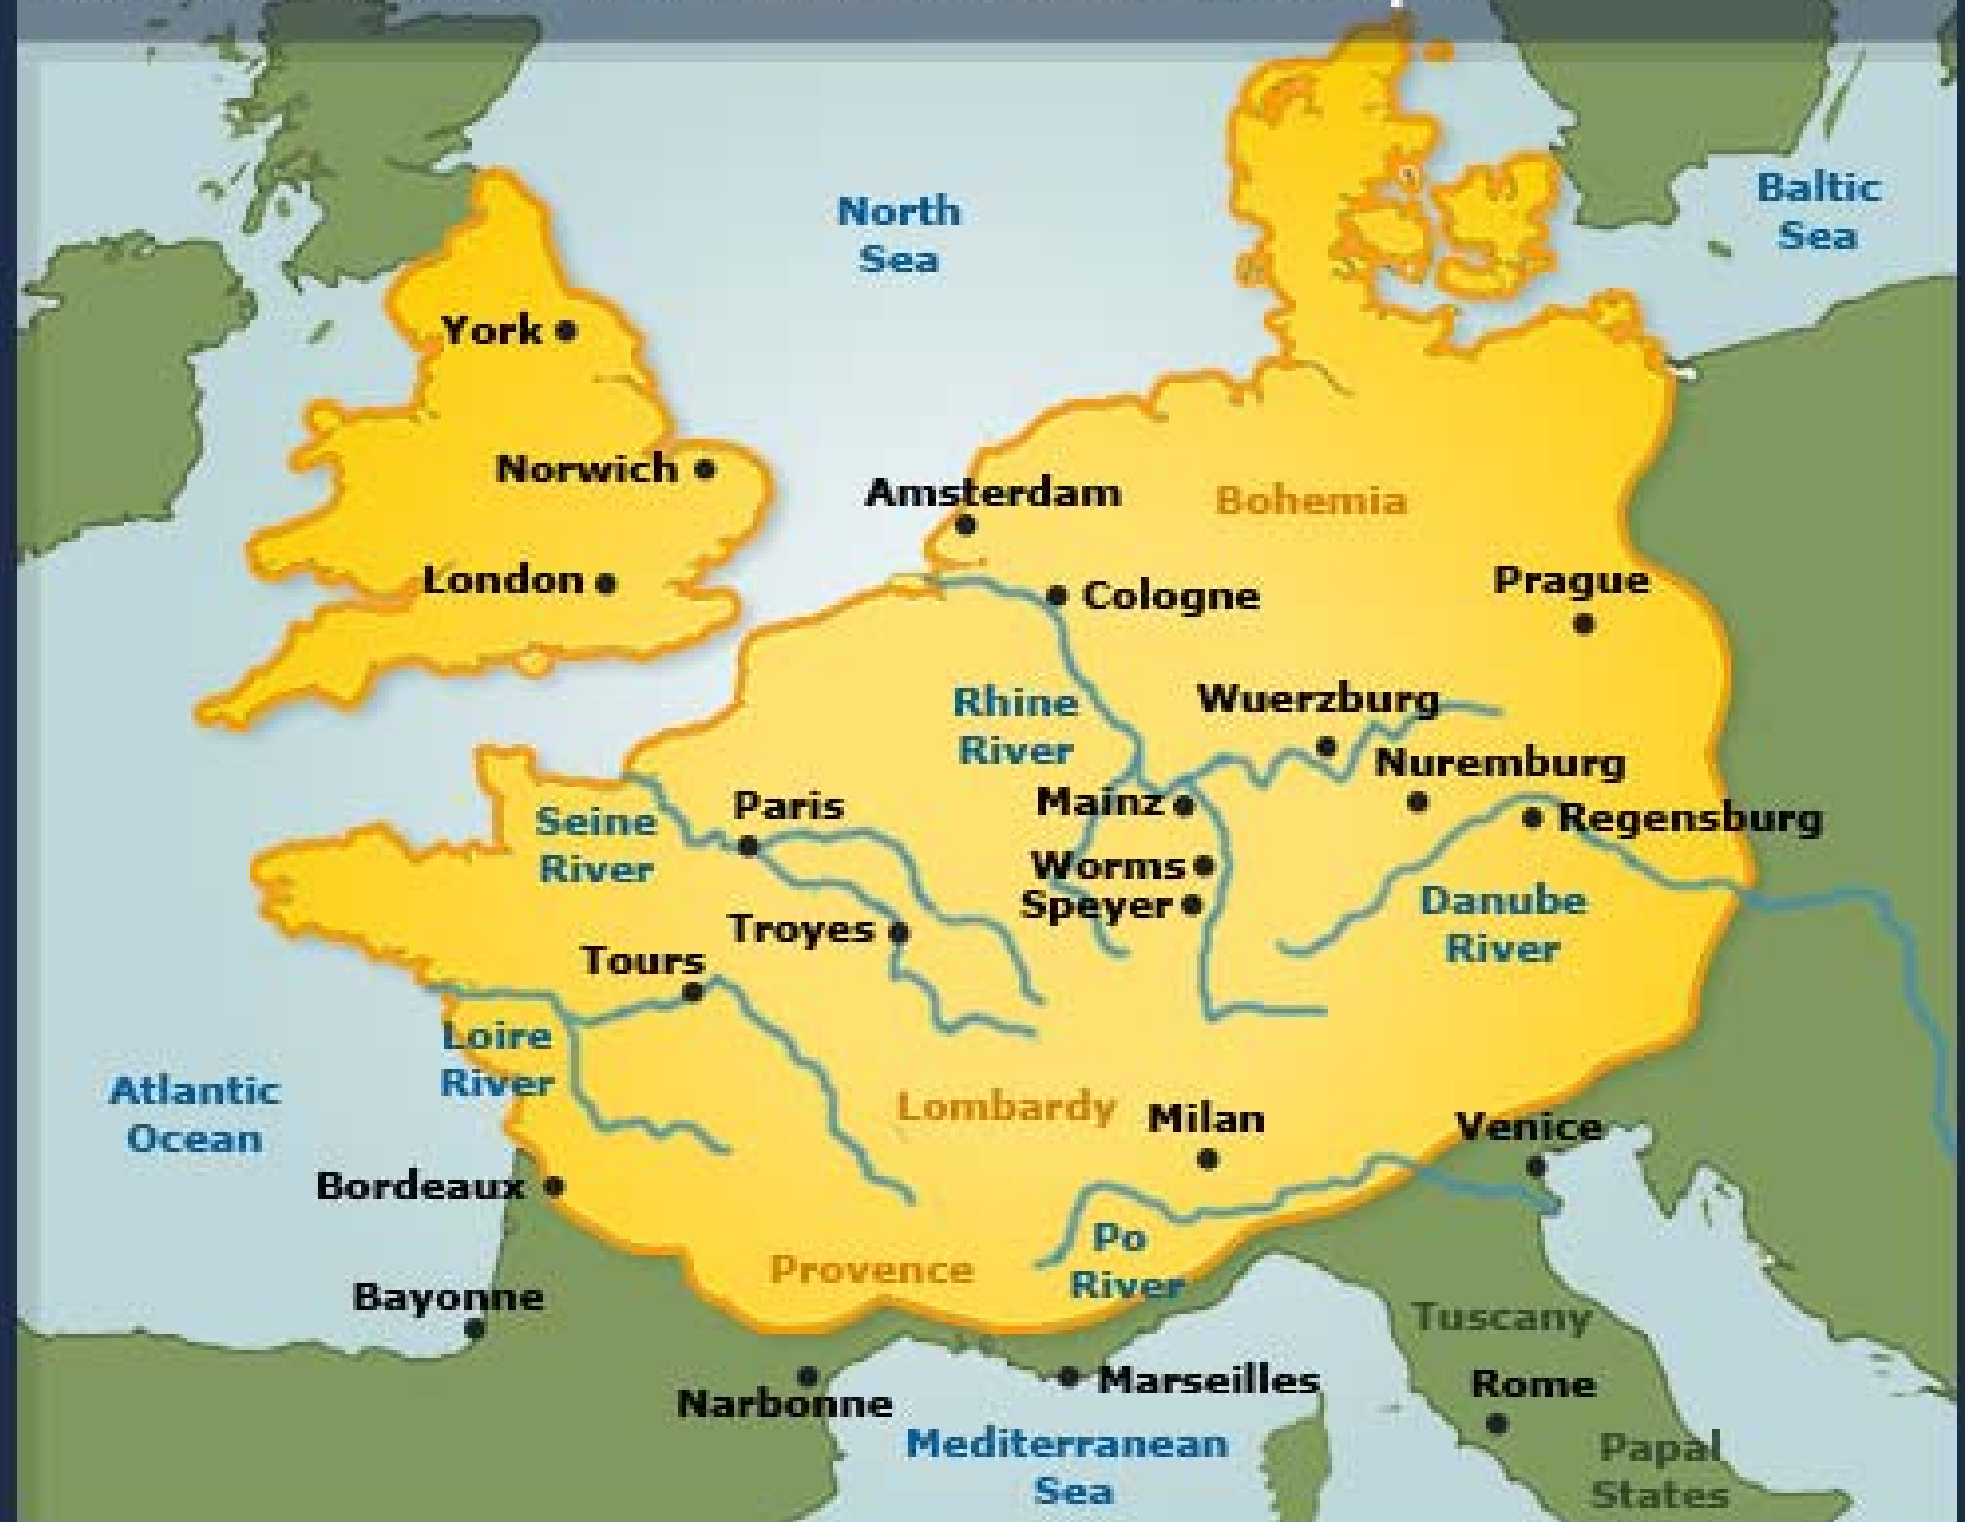 North
Sea
Baltic
Sea
York
Norwich
Amsterdam
Bohemia
London
Cologne
Prague
Rhine
River
Wuerzburg
Nuremburg
Seine
River
Paris
Mainz
Regensburg
Worms
Speyer
Danube
River
Troyes
Tours
Loire
River
Atlantic
Ocean
Lombardy
Milan
Venice
Bordeaux
Po
River
Provence
Bayonne
Tuscany
Narbonne
Marseilles
Rome
Mediterranean
Sea
Papal
States